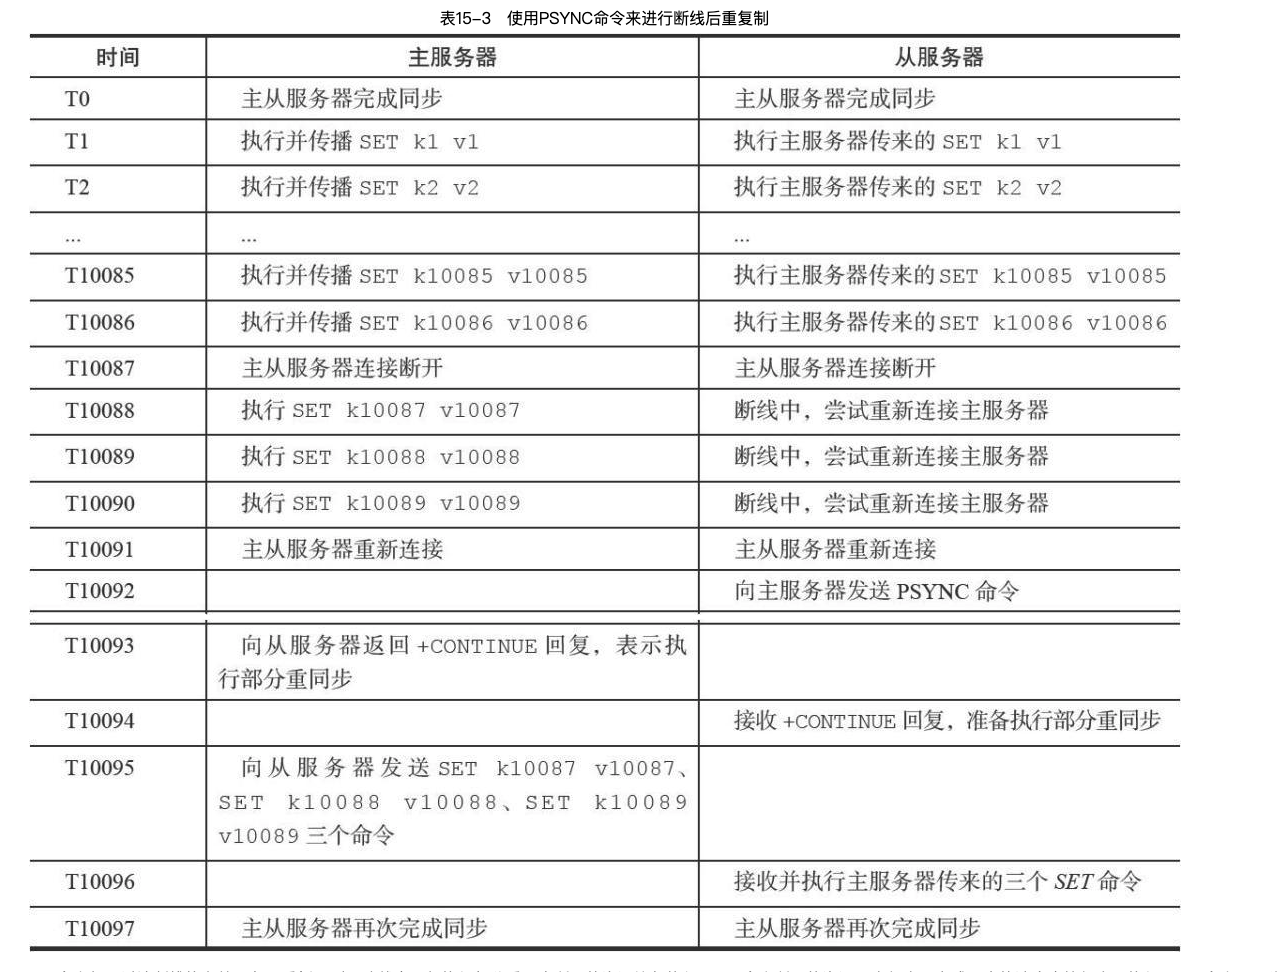 表15-3 使用PSYNC命令来进行断线后重复制
时间 主服务器 从服务器
T0 主从服务器完成同步 主从服务器完成同步
T1 执行并传播 SET k1 v1 执行主服务器传来的 SET k1 v1
T2 执行并传播 SET k2 v2 执行主服务器传来的 SET k2 v2
... ... ...
T10085 执行并传播 SET k10085 v10085 执行主服务器传来的 SET k10085 v10085
T10086 执行并传播 SET k10086 v10086 执行主服务器传来的 SET k10086 v10086
T10087 主从服务器连接断开 主从服务器连接断开
T10088 执行 SET k10087 v10087 断线中，尝试重新连接主服务器
T10089 执行 SET k10088 v10088 断线中，尝试重新连接主服务器
T10090 执行 SET k10089 v10089 断线中，尝试重新连接主服务器
T10091 主从服务器重新连接 主从服务器重新连接
T10092 向主服务器发送 PSYNC 命令
T10093 向从服务器返回 +CONTINUE 回复，表示执
行部分重同步
T10094 接收 +CONTINUE 回复，准备执行部分重同步
T10095 向从服务器发送 SET k10087 v10087、
SET k10088 v10088、SET k10089
v10089 三个命令
T10096 接收并执行主服务器传来的三个 SET 命令
T10097 主从服务器再次完成同步 主从服务器再次完成同步